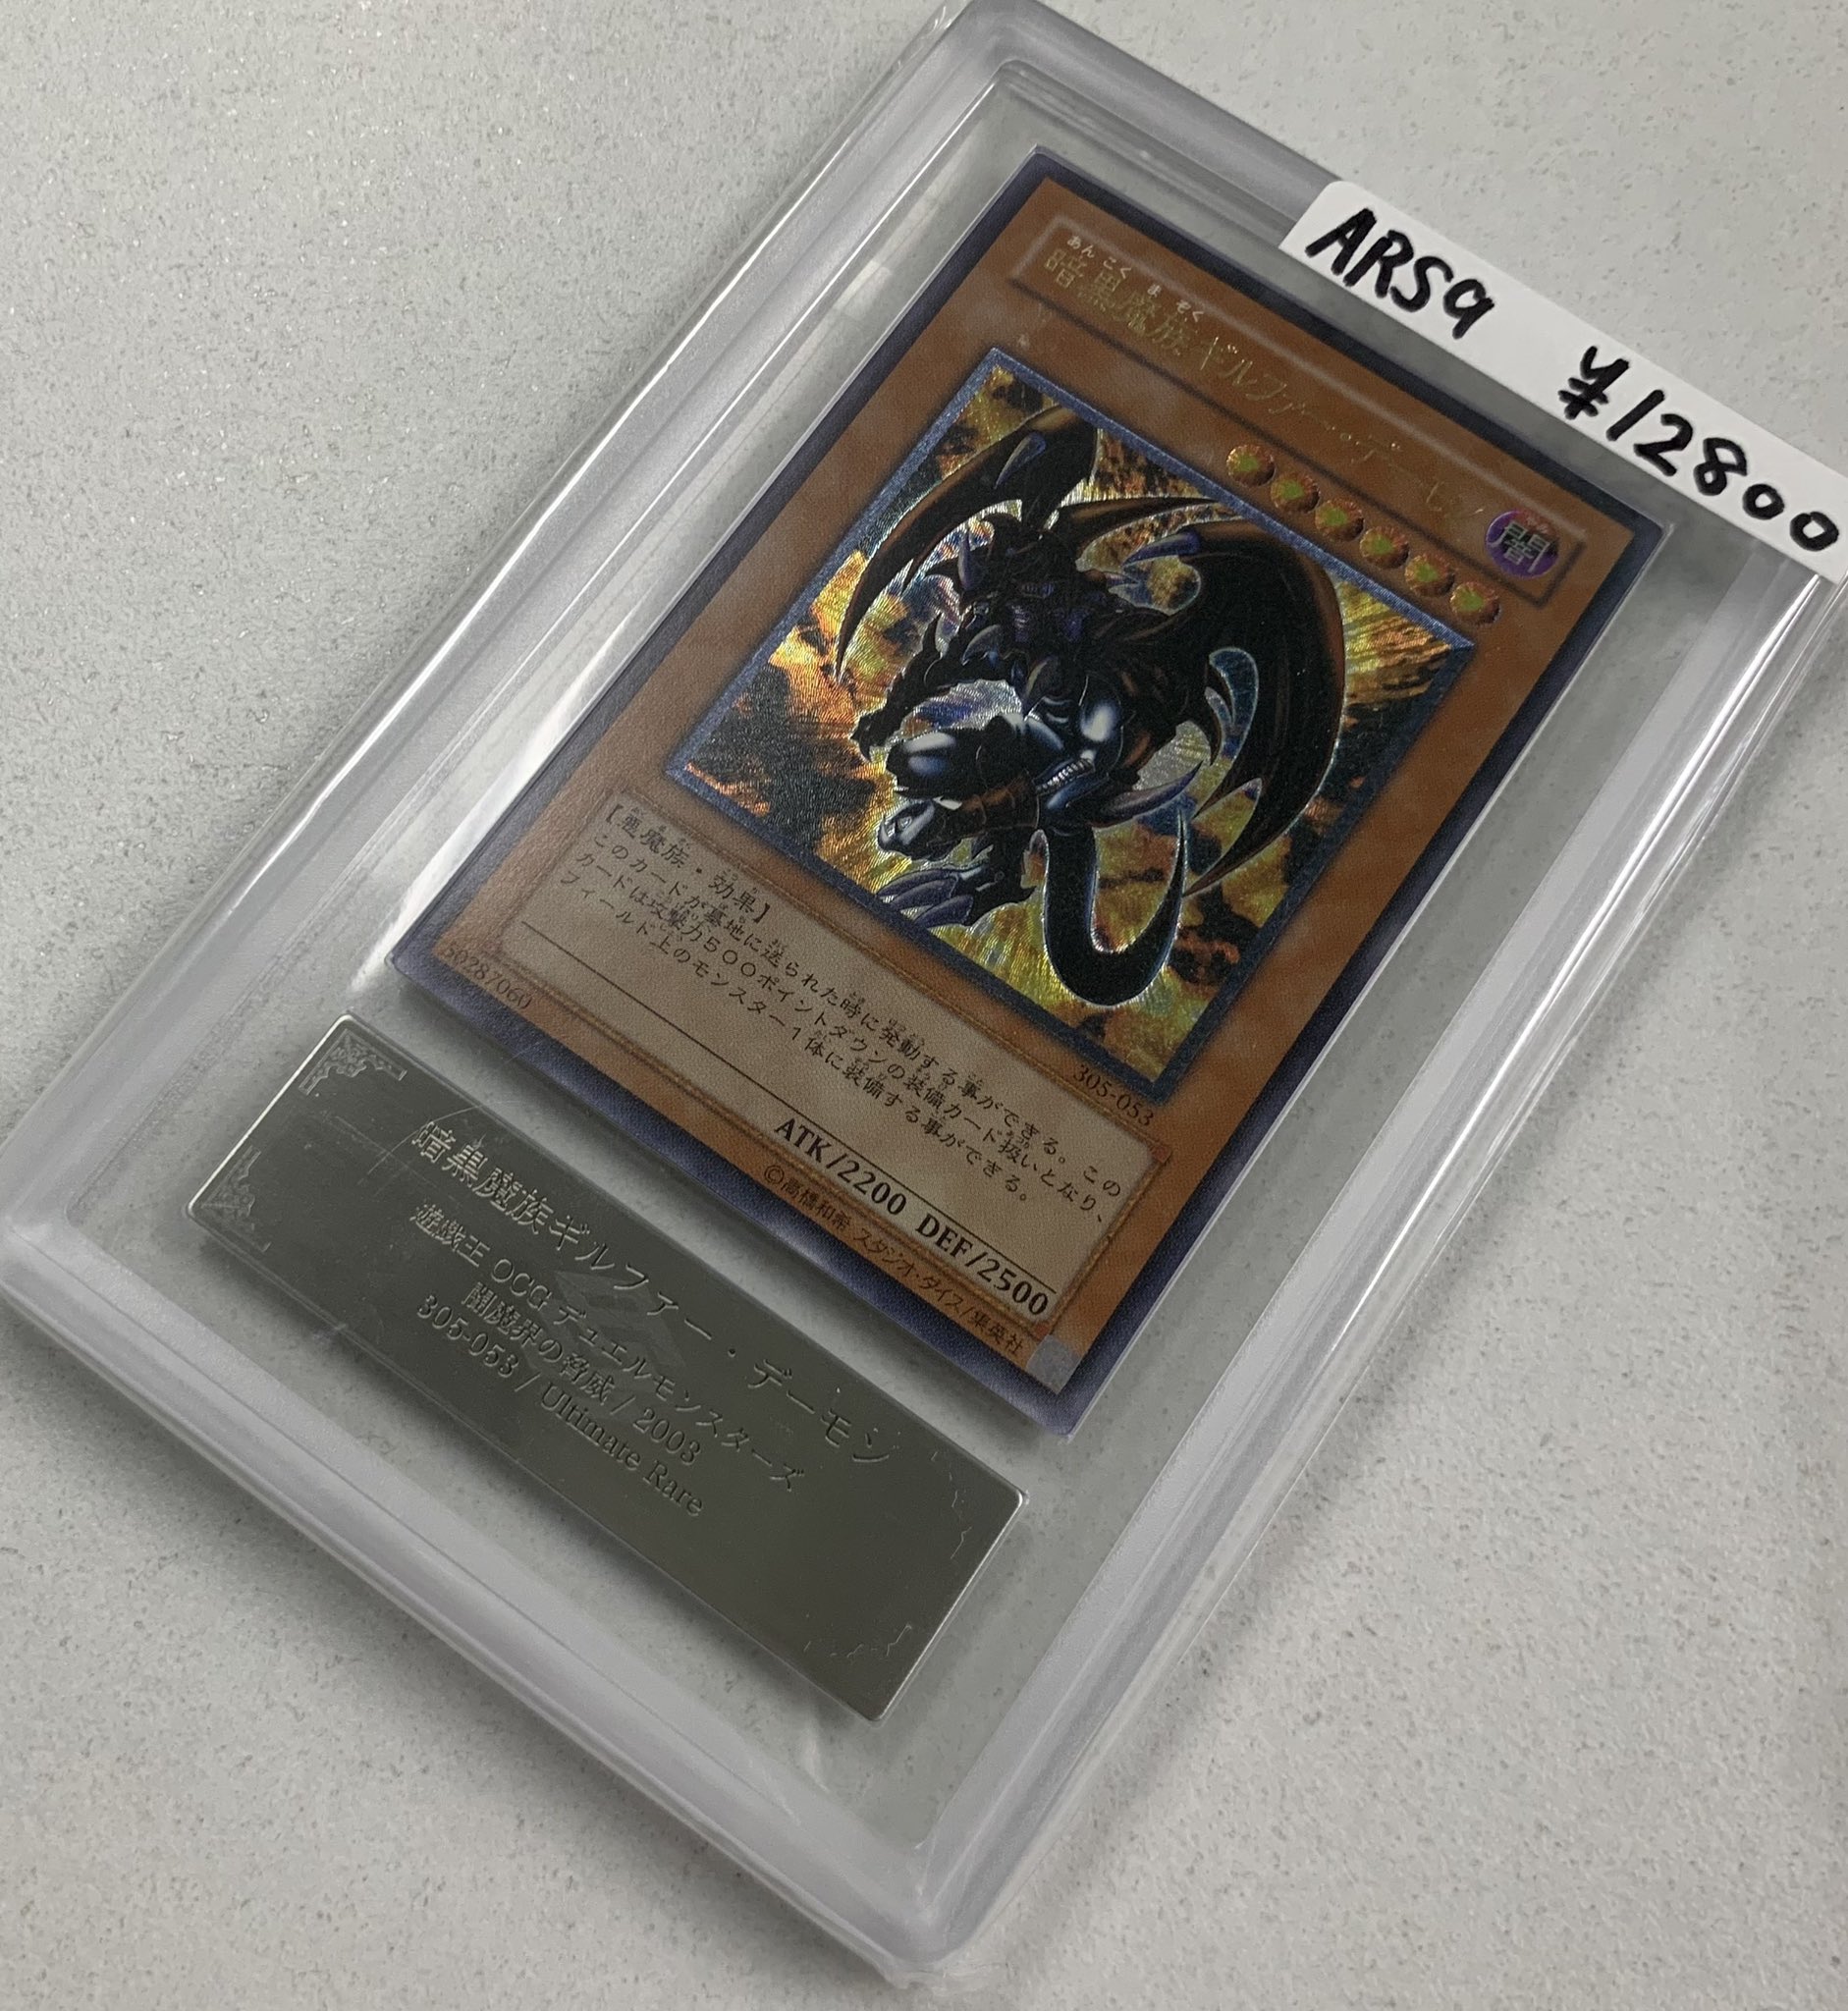 ARS9 ¥12800
あんこくまぞく
暗黒魔族ギルファー・デーモン
闇
305-053
【悪魔族・効果】
このカードが墓地に送られた時に発動する事ができる。この
カードは攻撃力500ポイントダウンの装備カード扱いとなり、
フィールド上のモンスター1体に装備する事ができる。
ATK/2200 DEF/2500
50287060
©高橋和希 スタジオ・ダイス/集英社
暗黒魔族ギルファー・デーモン
遊戯王 OCG デュエルモンスターズ
闇魔界の脅威 / 2003
305-053 / Ultimate Rare